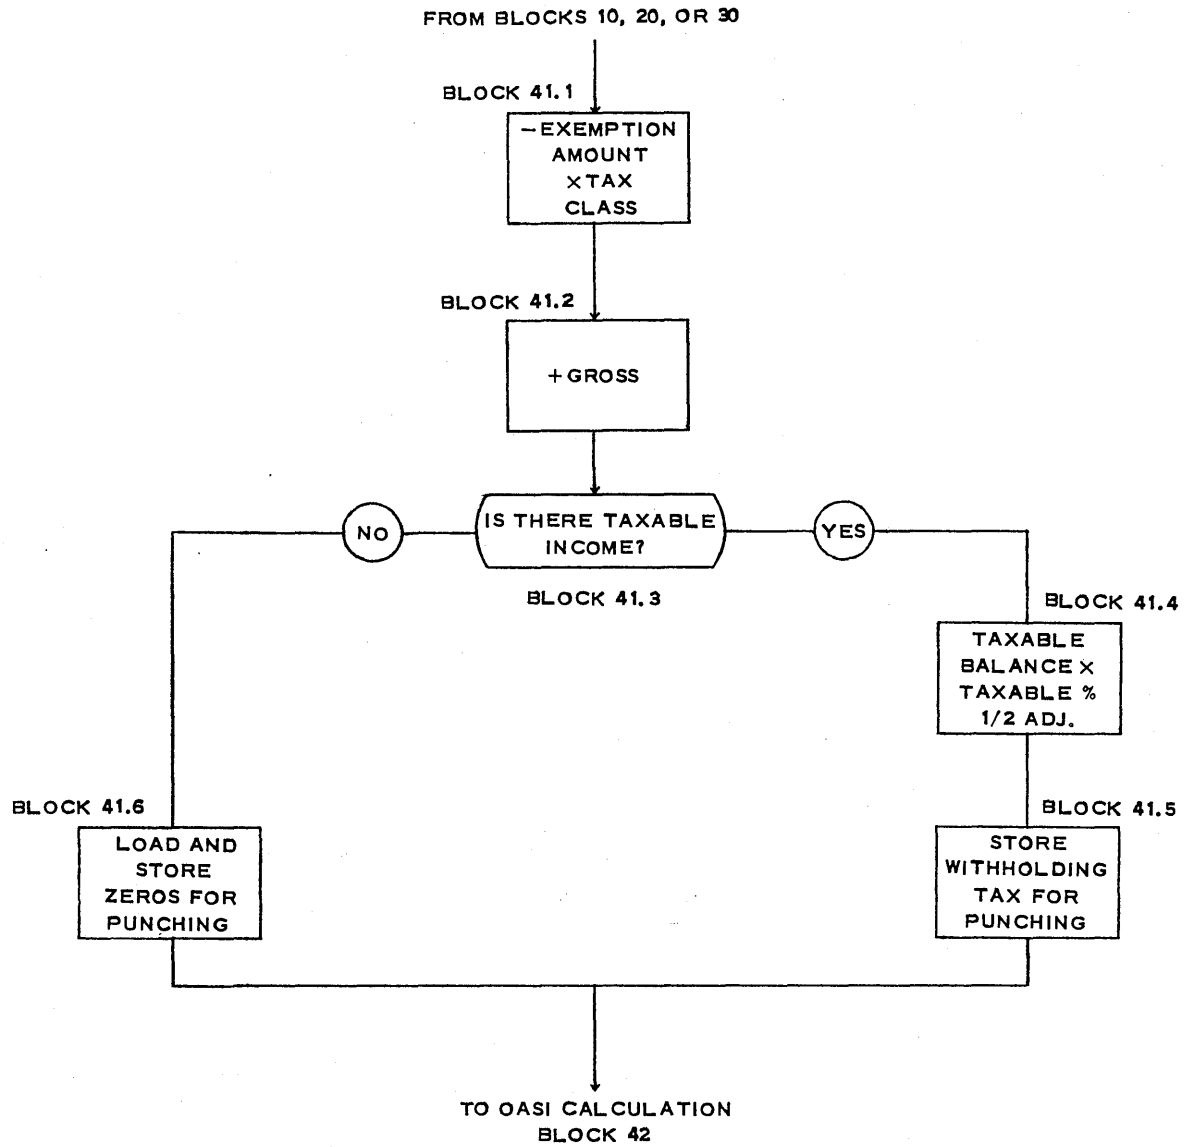 FROM BLOCKS 10, 20, OR 30
BLOCK 41.1
-EXEMPTION
AMOUNT
×TAX
CLASS
BLOCK 41.2
+GROSS
IS THERE TAXABLE
INCOME?
NO
YES
BLOCK 41.3
BLOCK 41.4
TAXABLE
BALANCE ×
TAXABLE %
1/2 ADJ.
BLOCK 41.6
LOAD AND
STORE
ZEROS FOR
PUNCHING
BLOCK 41.5
STORE
WITHHOLDING
TAX FOR
PUNCHING
TO OASI CALCULATION
BLOCK 42